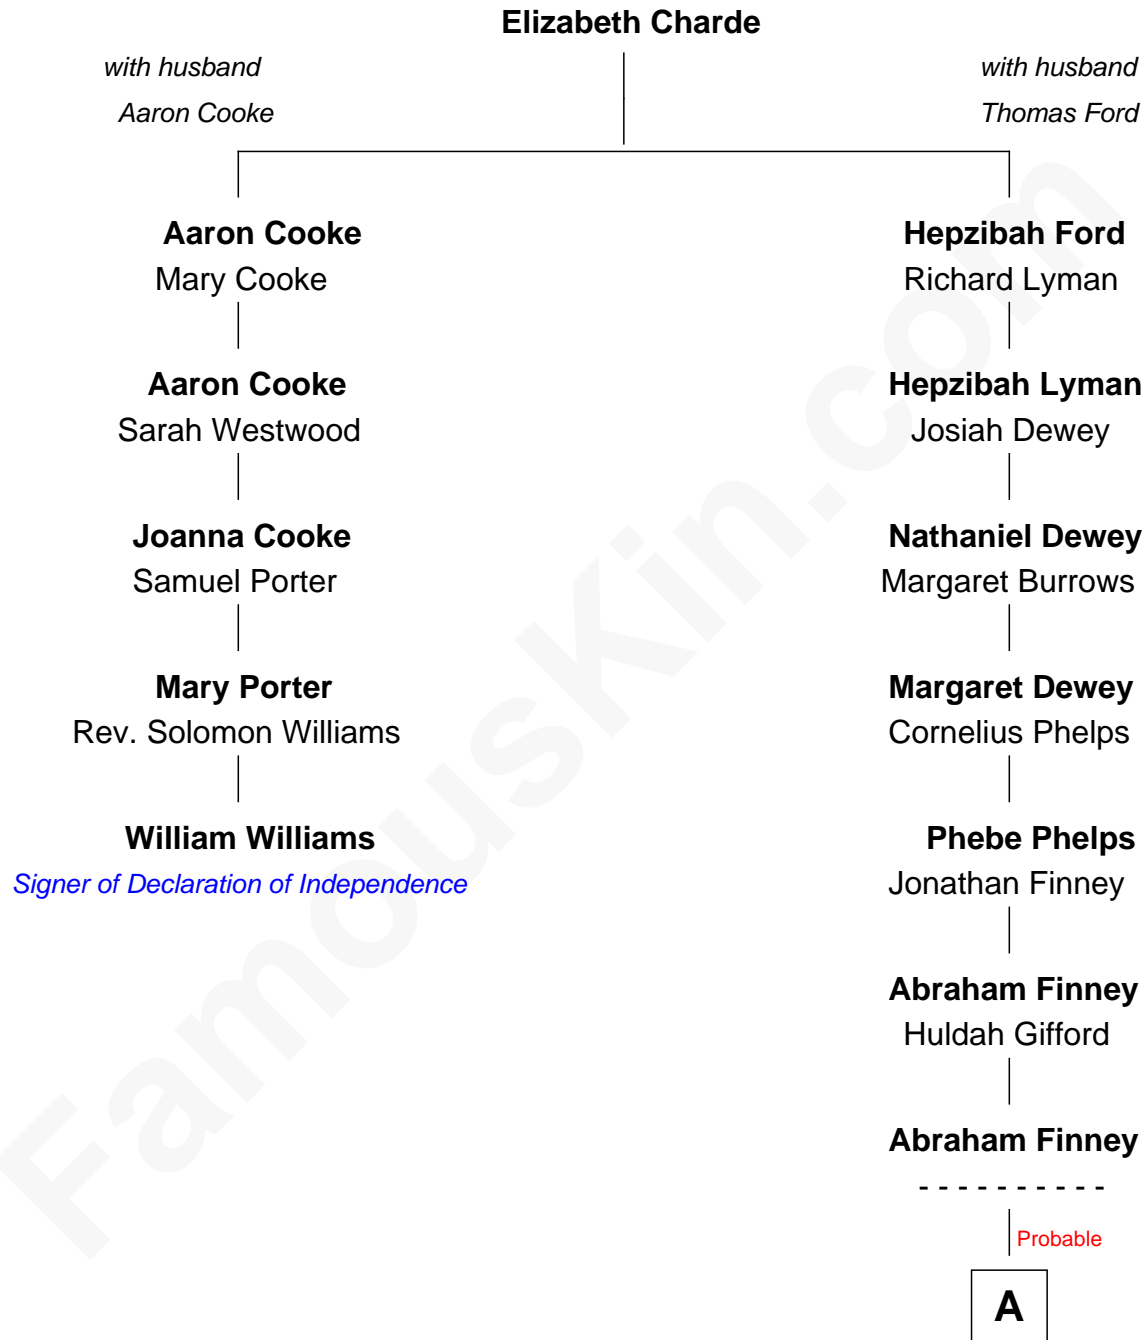 Elizabeth Charde
with husband
Aaron Cooke
with husband
Thomas Ford
Aaron Cooke
Mary Cooke
Hepzibah Ford
Richard Lyman
Aaron Cooke
Sarah Westwood
Hepzibah Lyman
Josiah Dewey
Joanna Cooke
Samuel Porter
Nathaniel Dewey
Margaret Burrows
Mary Porter
Rev. Solomon Williams
Margaret Dewey
Cornelius Phelps
William Williams
Signer of Declaration of Independence
Phebe Phelps
Jonathan Finney
Abraham Finney
Huldah Gifford
Abraham Finney
- - - - - - - - - -
Probable
A
FamousKin.com